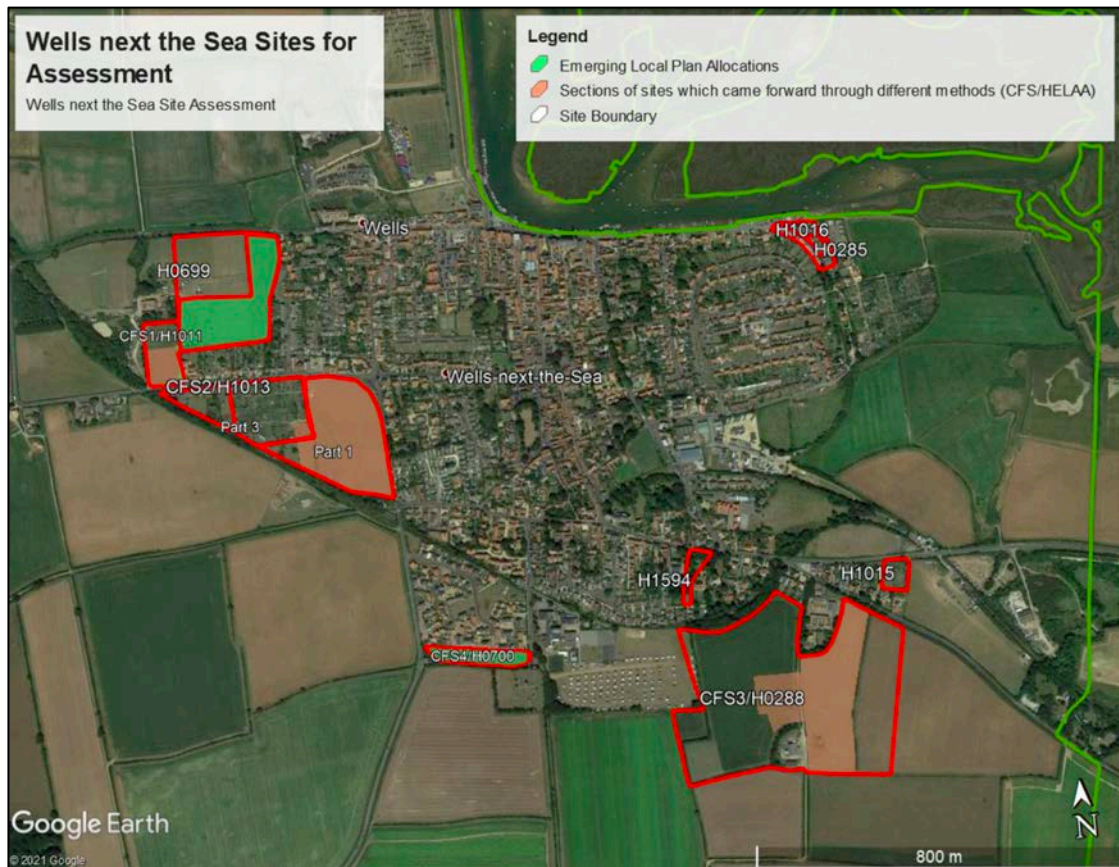 Wells next the Sea Sites for
Assessment
Wells next the Sea Site Assessment
Legend
Emerging Local Plan Allocations
Sections of sites which came forward through different methods (CFS/HELAA)
Site Boundary
Wells
H1016
H0285
H0699
CFS1/H1011
Wells-next-the-Sea
CFS2/H1013
Part 3
Part 1
H1594
H1015
CFS4/H0700
CFS3/H0288
Google Earth
© 2021 Google
800 m
N